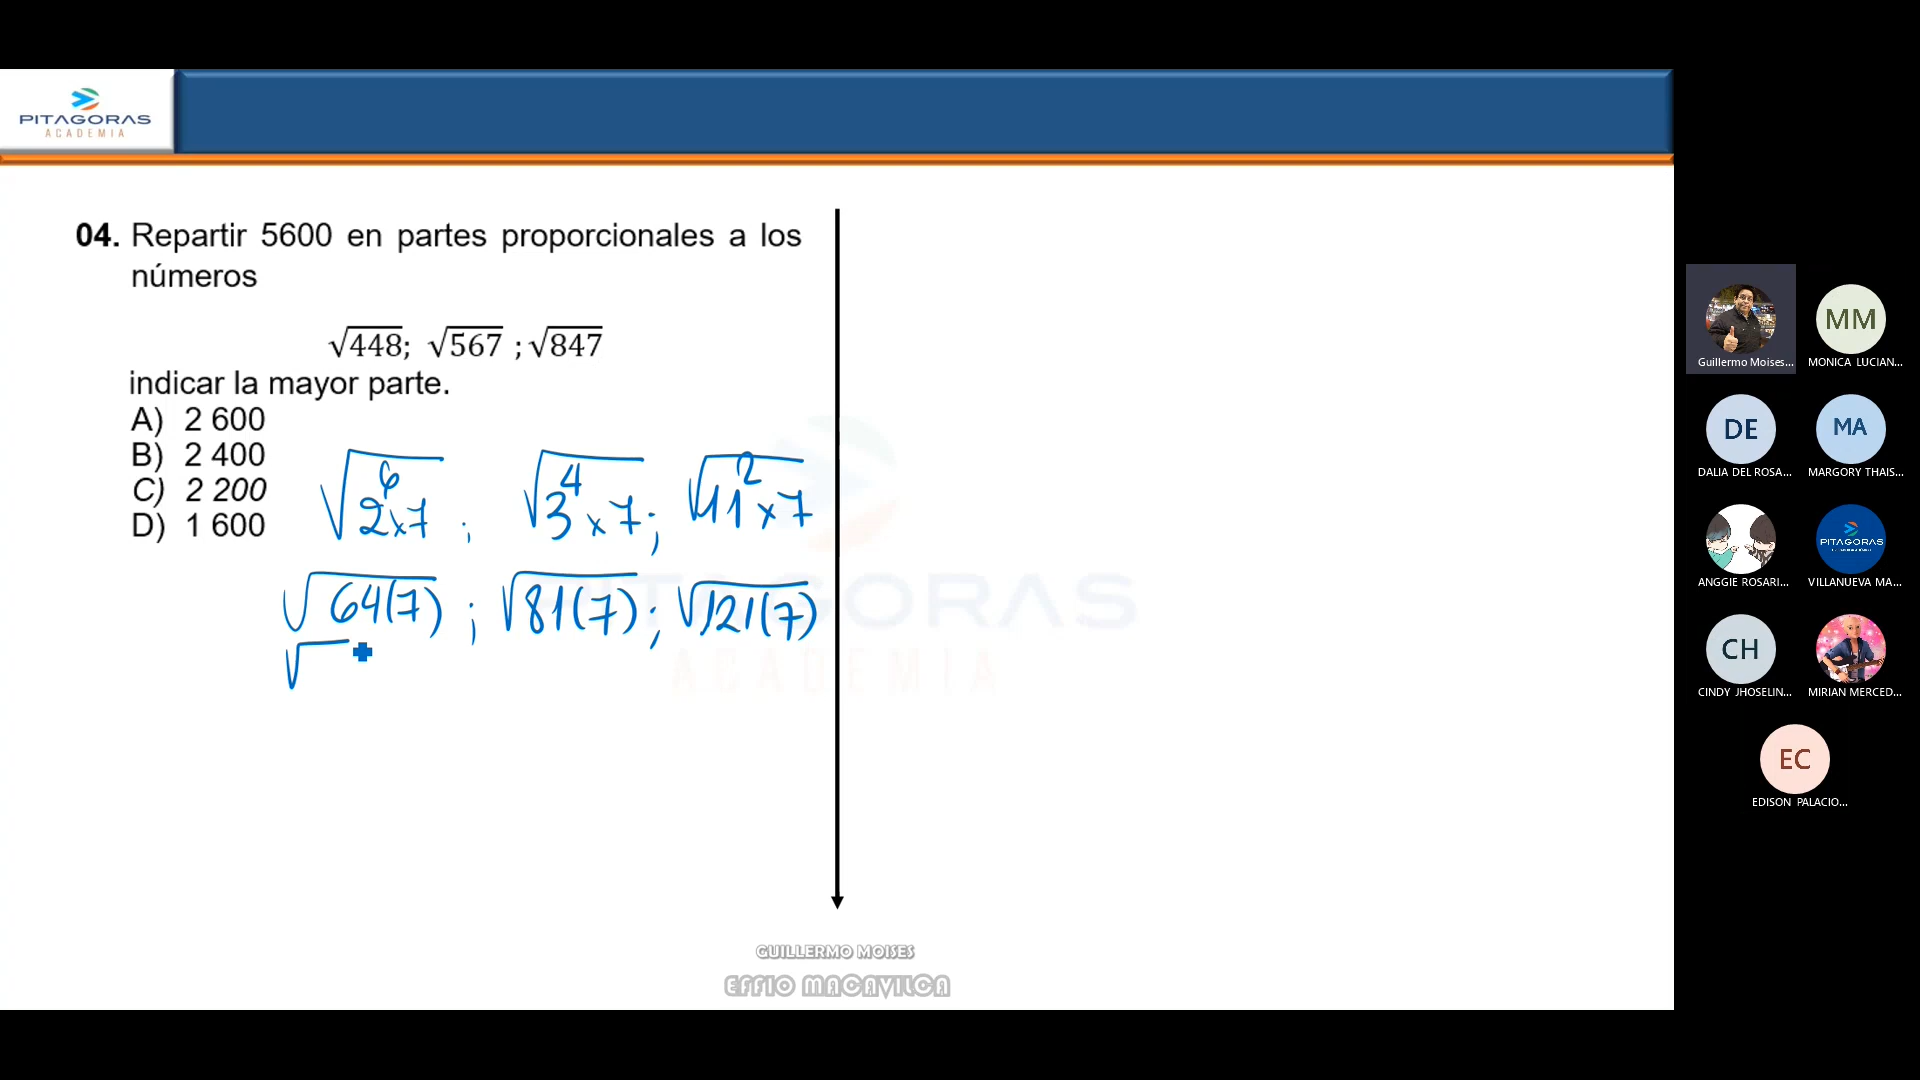 PITAGORAS
ACADEMIA
04. Repartir 5600 en partes proporcionales a los
números
√448; √567 ;√847
indicar la mayor parte.
A) 2 600
B) 2 400
C) 2 200
D) 1 600
√2⁶x7 ; √3⁴x7; √11²x7
√64(7) ; √81(7) ; √121(7)
√
GORAS
ACADEMIA
GUILLERMO MOISES
EFFIO MACAVILCA
Guillermo Moises...
MM
MONICA LUCIAN...
DE
DALIA DEL ROSA...
MA
MARGORY THAIS...
ANGGIE ROSARI...
PITAGORAS
VILLANUEVA MA...
CH
CINDY JHOSELIN...
MIRIAN MERCED...
EC
EDISON PALACIO...